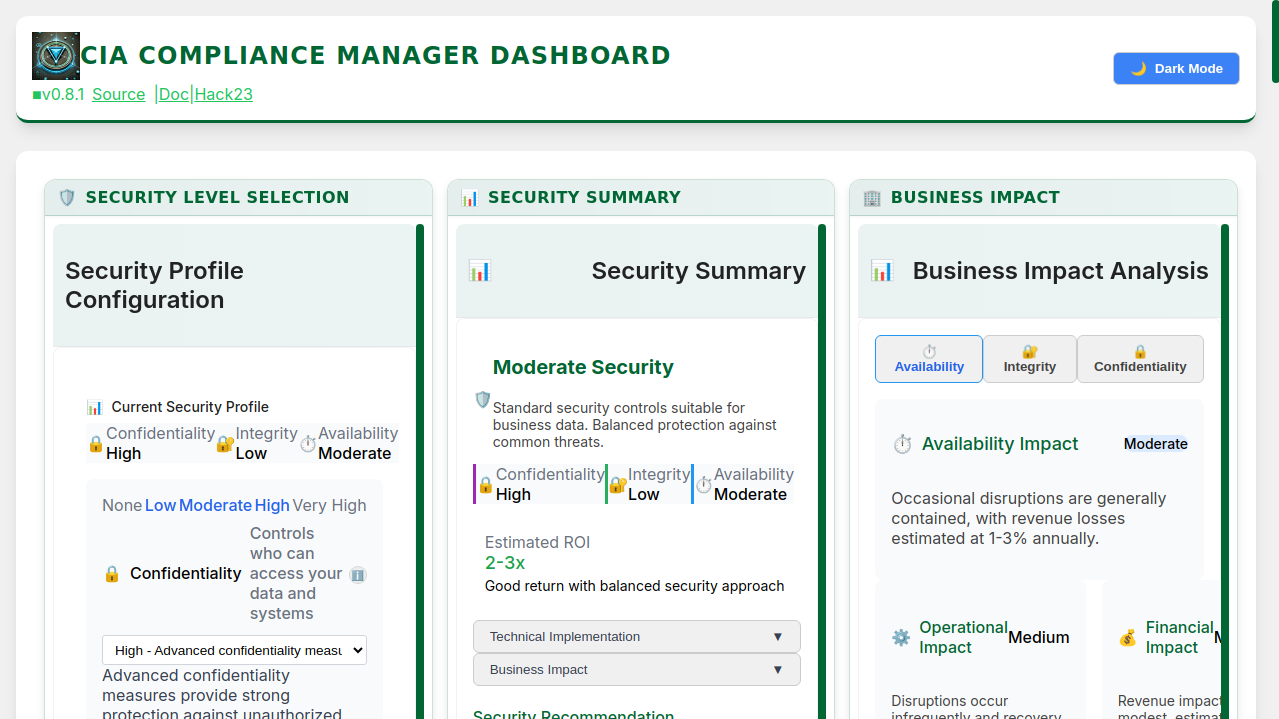 CIA COMPLIANCE MANAGER DASHBOARD
v0.8.1 Source |Doc|Hack23
Dark Mode
SECURITY LEVEL SELECTION
Security Profile
Configuration
Current Security Profile
Confidentiality
High
Integrity
Low
Availability
Moderate
None Low Moderate High Very High
Confidentiality
Controls
who can
access your
data and
systems
High - Advanced confidentiality measu
Advanced confidentiality
measures provide strong
protection against unauthorized
SECURITY SUMMARY
Security Summary
Moderate Security
Standard security controls suitable for
business data. Balanced protection against
common threats.
Confidentiality
High
Integrity
Low
Availability
Moderate
Estimated ROI
2-3x
Good return with balanced security approach
Technical Implementation ▼
Business Impact ▼
Security Recommendation
BUSINESS IMPACT
Business Impact Analysis
Availability
Integrity
Confidentiality
Availability Impact
Moderate
Occasional disruptions are generally
contained, with revenue losses
estimated at 1-3% annually.
Operational
Impact
Medium
Disruptions occur
infrequently and recovery
Financial
Impact
Revenue impact
modest, estimat